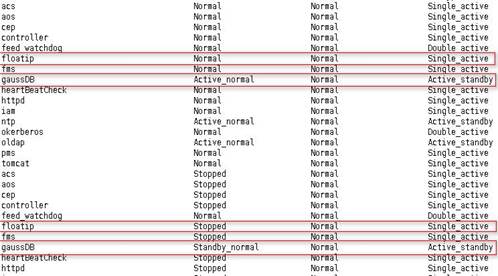 acs Normal Normal Single_active
aos Normal Normal Single_active
cep Normal Normal Single_active
controller Normal Normal Single_active
feed_watchdog Normal Normal Double_active
floatip Normal Normal Single_active
fms Normal Normal Single_active
gaussDB Active_normal Normal Active_standby
heartBeatCheck Normal Normal Single_active
httpd Normal Normal Single_active
iam Normal Normal Single_active
ntp Active_normal Normal Active_standby
okerberos Normal Normal Double_active
oldap Active_normal Normal Active_standby
pms Normal Normal Single_active
tomcat Normal Normal Single_active
acs Stopped Normal Single_active
aos Stopped Normal Single_active
cep Stopped Normal Single_active
controller Stopped Normal Single_active
feed_watchdog Normal Normal Double_active
floatip Stopped Normal Single_active
fms Stopped Normal Single_active
gaussDB Standby_normal Normal Active_standby
heartBeatCheck Stopped Normal Single_active
httpd Stopped Normal Single_active